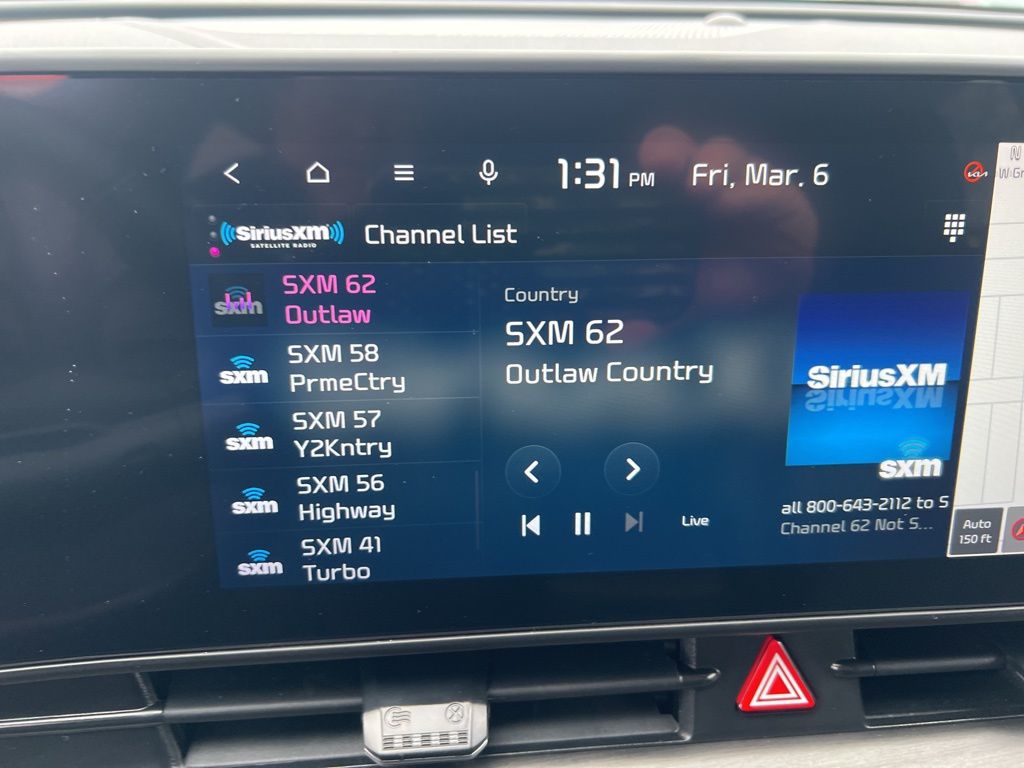 1:31 PM
Fri, Mar. 6
KIA
N
SiriusXM
SATELLITE RADIO
Channel List
sxm
SXM 62
Outlaw
sxm
SXM 58
PrmeCtry
sxm
SXM 57
Y2Kntry
sxm
SXM 56
Highway
sxm
SXM 41
Turbo
Country
SXM 62
Outlaw Country
Live
SiriusXM
sxm
all 800-643-2112 to S
Channel 62 Not S...
Auto
150 ft